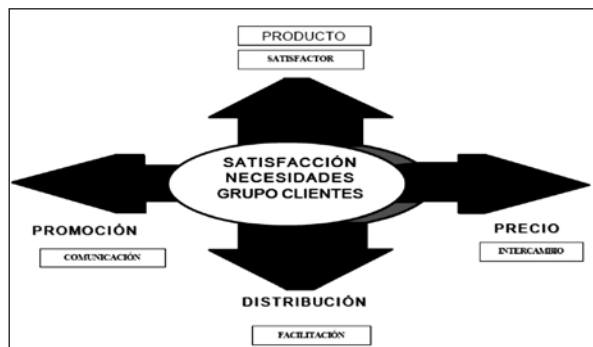 PRODUCTO
SATISFACTOR
SATISFACCIÓN
NECESIDADES
GRUPO CLIENTES
PROMOCIÓN
COMUNICACIÓN
PRECIO
INTERCAMBIO
DISTRIBUCIÓN
FACILITACIÓN